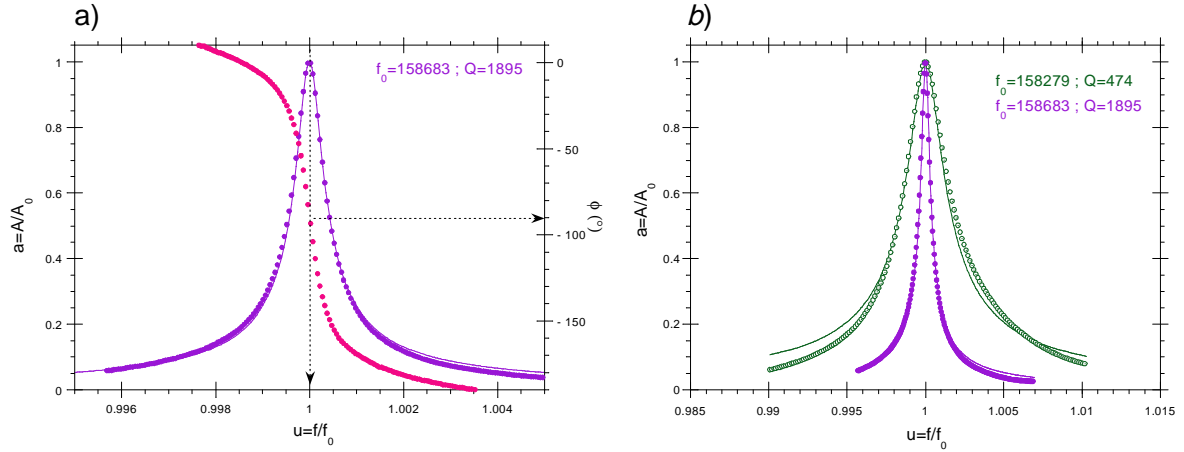 a)
f0=158683 ; Q=1895
1
0.8
0.6
0.4
0.2
0
a=A/A0
0
- 50
- 100
- 150
ϕ (°)
0.996
0.998
1
1.002
1.004
u=f/f0
b)
f0=158279 ; Q=474
f0=158683 ; Q=1895
1
0.8
0.6
0.4
0.2
0
a=A/A0
0.985
0.99
0.995
1
1.005
1.01
1.015
u=f/f0